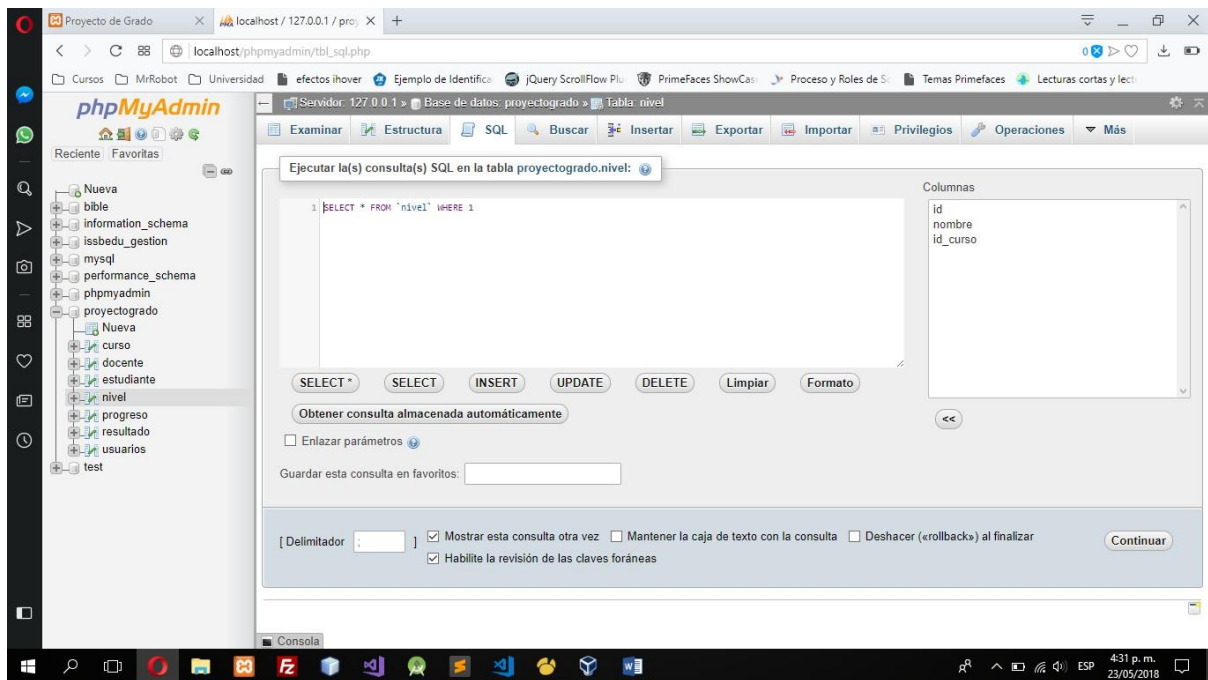 Proyecto de Grado
localhost / 127.0.0.1 / proy
localhost/phpmyadmin/tbl_sql.php
0
Cursos
MrRobot
Universidad
efectos ihover
Ejemplo de Identifica
jQuery ScrollFlow Plu
PrimeFaces ShowCas
Proceso y Roles de Sc
Temas Primefaces
Lecturas cortas y lect
phpMyAdmin
Reciente Favoritas
Nueva
bible
information_schema
issbedu_gestion
mysql
performance_schema
phpmyadmin
proyectogrado
Nueva
curso
docente
estudiante
nivel
progreso
resultado
usuarios
test
Servidor: 127.0.0.1 » Base de datos: proyectogrado » Tabla: nivel
Examinar
Estructura
SQL
Buscar
Insertar
Exportar
Importar
Privilegios
Operaciones
Más
Ejecutar la(s) consulta(s) SQL en la tabla proyectogrado.nivel:
1 SELECT * FROM `nivel` WHERE 1
Columnas
id
nombre
id_curso
<<
SELECT *
SELECT
INSERT
UPDATE
DELETE
Limpiar
Formato
Obtener consulta almacenada automáticamente
Enlazar parámetros
Guardar esta consulta en favoritos:
[ Delimitador ; ]
Mostrar esta consulta otra vez
Mantener la caja de texto con la consulta
Deshacer («rollback») al finalizar
Habilite la revisión de las claves foráneas
Continuar
Consola
ESP
4:31 p. m.
23/05/2018